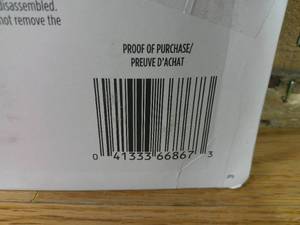 disassembled.
not remove the
PROOF OF PURCHASE/
PREUVE D'ACHAT
0 41333 66867 3